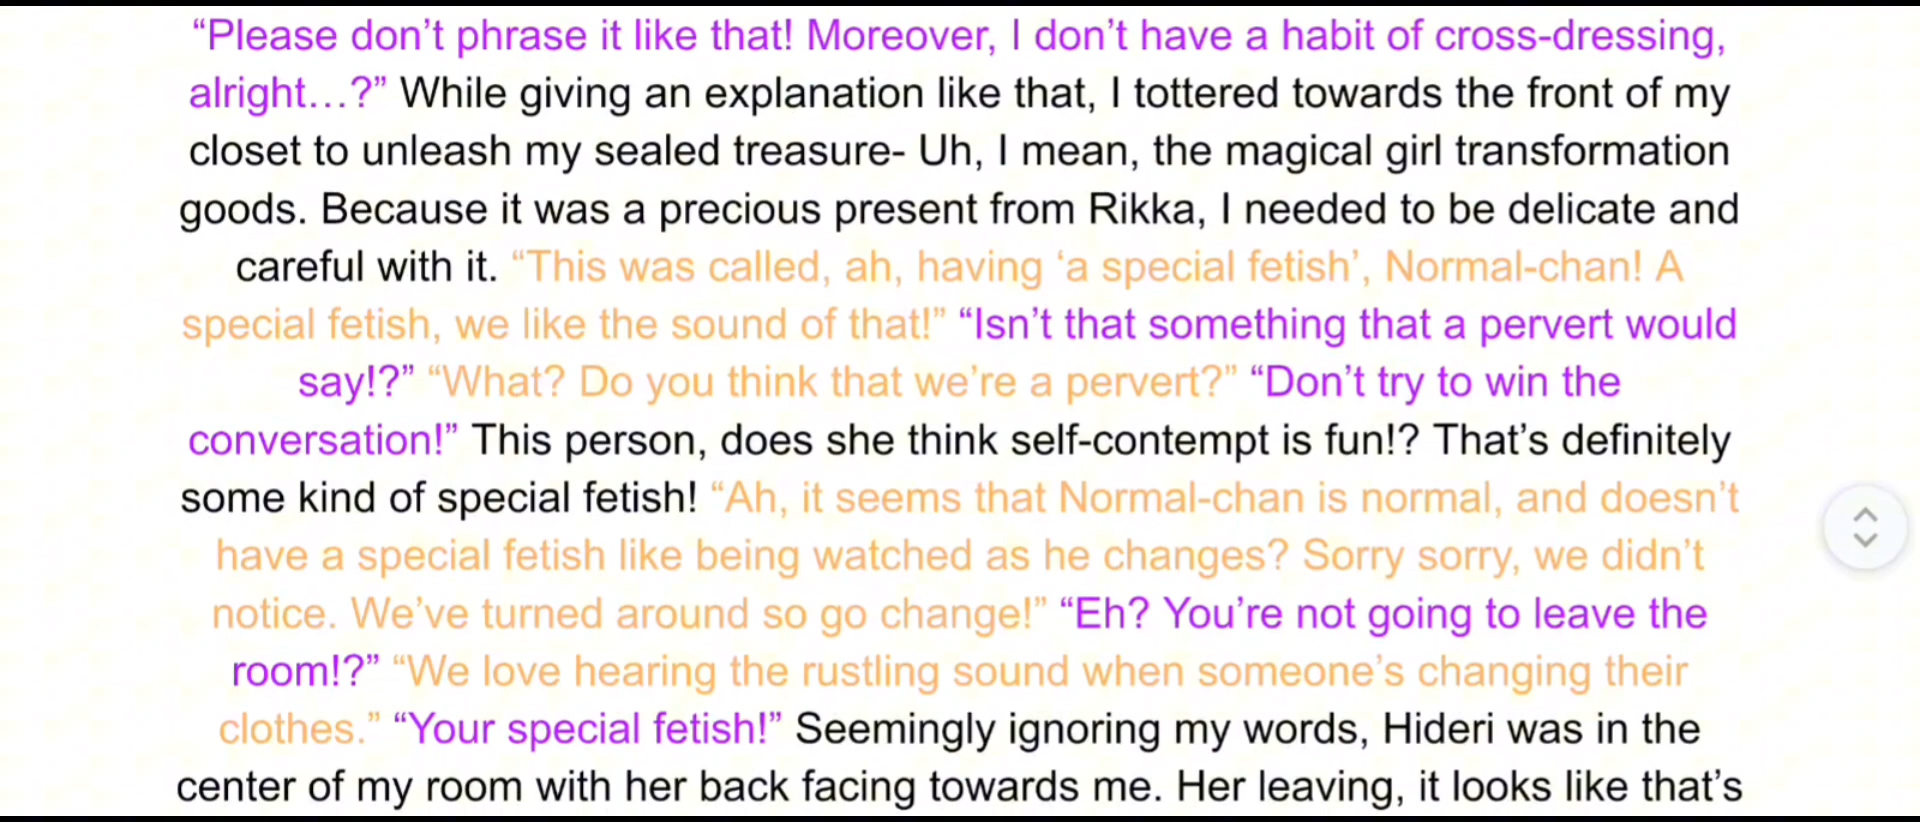 “Please don’t phrase it like that! Moreover, I don’t have a habit of cross-dressing,
alright…?” While giving an explanation like that, I tottered towards the front of my
closet to unleash my sealed treasure- Uh, I mean, the magical girl transformation
goods. Because it was a precious present from Rikka, I needed to be delicate and
careful with it. “This was called, ah, having ‘a special fetish’, Normal-chan! A
special fetish, we like the sound of that!” “Isn’t that something that a pervert would
say!?” “What? Do you think that we’re a pervert?” “Don’t try to win the
conversation!” This person, does she think self-contempt is fun!? That’s definitely
some kind of special fetish! “Ah, it seems that Normal-chan is normal, and doesn’t
have a special fetish like being watched as he changes? Sorry sorry, we didn’t
notice. We’ve turned around so go change!” “Eh? You’re not going to leave the
room!?” “We love hearing the rustling sound when someone’s changing their
clothes.” “Your special fetish!” Seemingly ignoring my words, Hideri was in the
center of my room with her back facing towards me. Her leaving, it looks like that’s